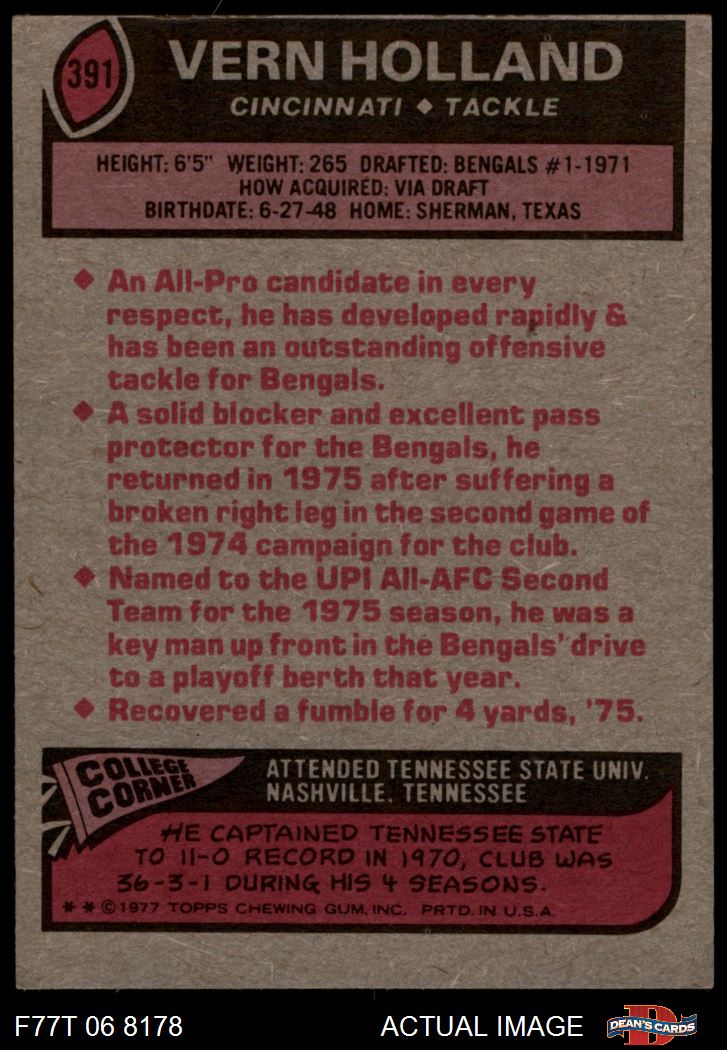 391
VERN HOLLAND
CINCINNATI ◆ TACKLE
HEIGHT: 6'5" WEIGHT: 265 DRAFTED: BENGALS #1-1971
HOW ACQUIRED: VIA DRAFT
BIRTHDATE: 6-27-48 HOME: SHERMAN, TEXAS
◆ An All-Pro candidate in every
respect, he has developed rapidly &
has been an outstanding offensive
tackle for Bengals.
◆ A solid blocker and excellent pass
protector for the Bengals, he
returned in 1975 after suffering a
broken right leg in the second game of
the 1974 campaign for the club.
◆ Named to the UPI All-AFC Second
Team for the 1975 season, he was a
key man up front in the Bengals' drive
to a playoff berth that year.
◆ Recovered a fumble for 4 yards, '75.
COLLEGE
CORNER
ATTENDED TENNESSEE STATE UNIV.
NASHVILLE, TENNESSEE
HE CAPTAINED TENNESSEE STATE
TO 11-0 RECORD IN 1970, CLUB WAS
36-3-1 DURING HIS 4 SEASONS.
* * © 1977 TOPPS CHEWING GUM, INC. PRTD. IN U.S.A.
F77T 06 8178
ACTUAL IMAGE
D
DEAN'S CARDS